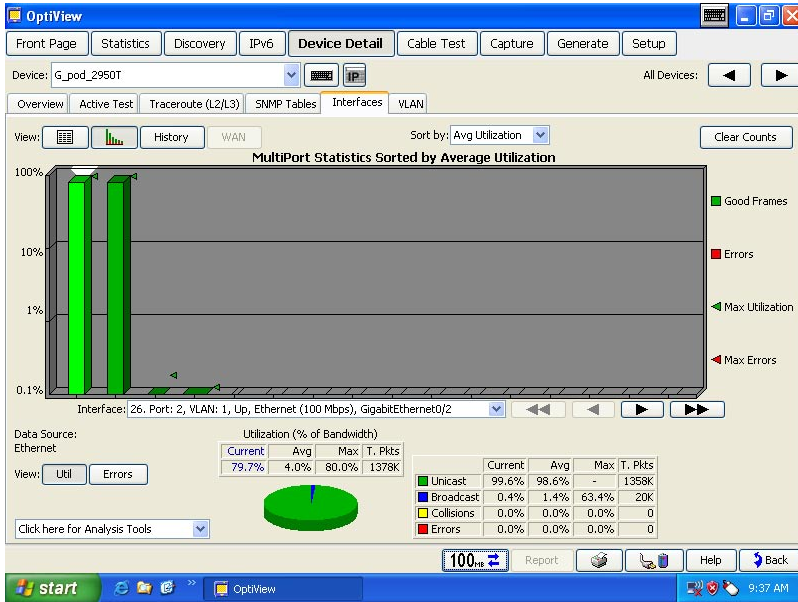 OptiView
Front Page Statistics Discovery IPv6 Device Detail Cable Test Capture Generate Setup
Device: G_pod_2950T IP All Devices:
Overview Active Test Traceroute (L2/L3) SNMP Tables Interfaces VLAN
View: History WAN Sort by: Avg Utilization Clear Counts
MultiPort Statistics Sorted by Average Utilization
100%
Good Frames
10%
Errors
1%
Max Utilization
Max Errors
0.1%
Interface: 26. Port: 2, VLAN: 1, Up, Ethernet (100 Mbps), GigabitEthernet0/2
Data Source:
Ethernet
Utilization (% of Bandwidth)
Current Avg Max T. Pkts
79.7% 4.0% 80.0% 1378K
View: Util Errors
Current Avg Max T. Pkts
Unicast 99.6% 98.6% - 1358K
Broadcast 0.4% 1.4% 63.4% 20K
Collisions 0.0% 0.0% 0.0% 0
Errors 0.0% 0.0% 0.0% 0
Click here for Analysis Tools
100MB Report Help Back
start OptiView 9:37 AM